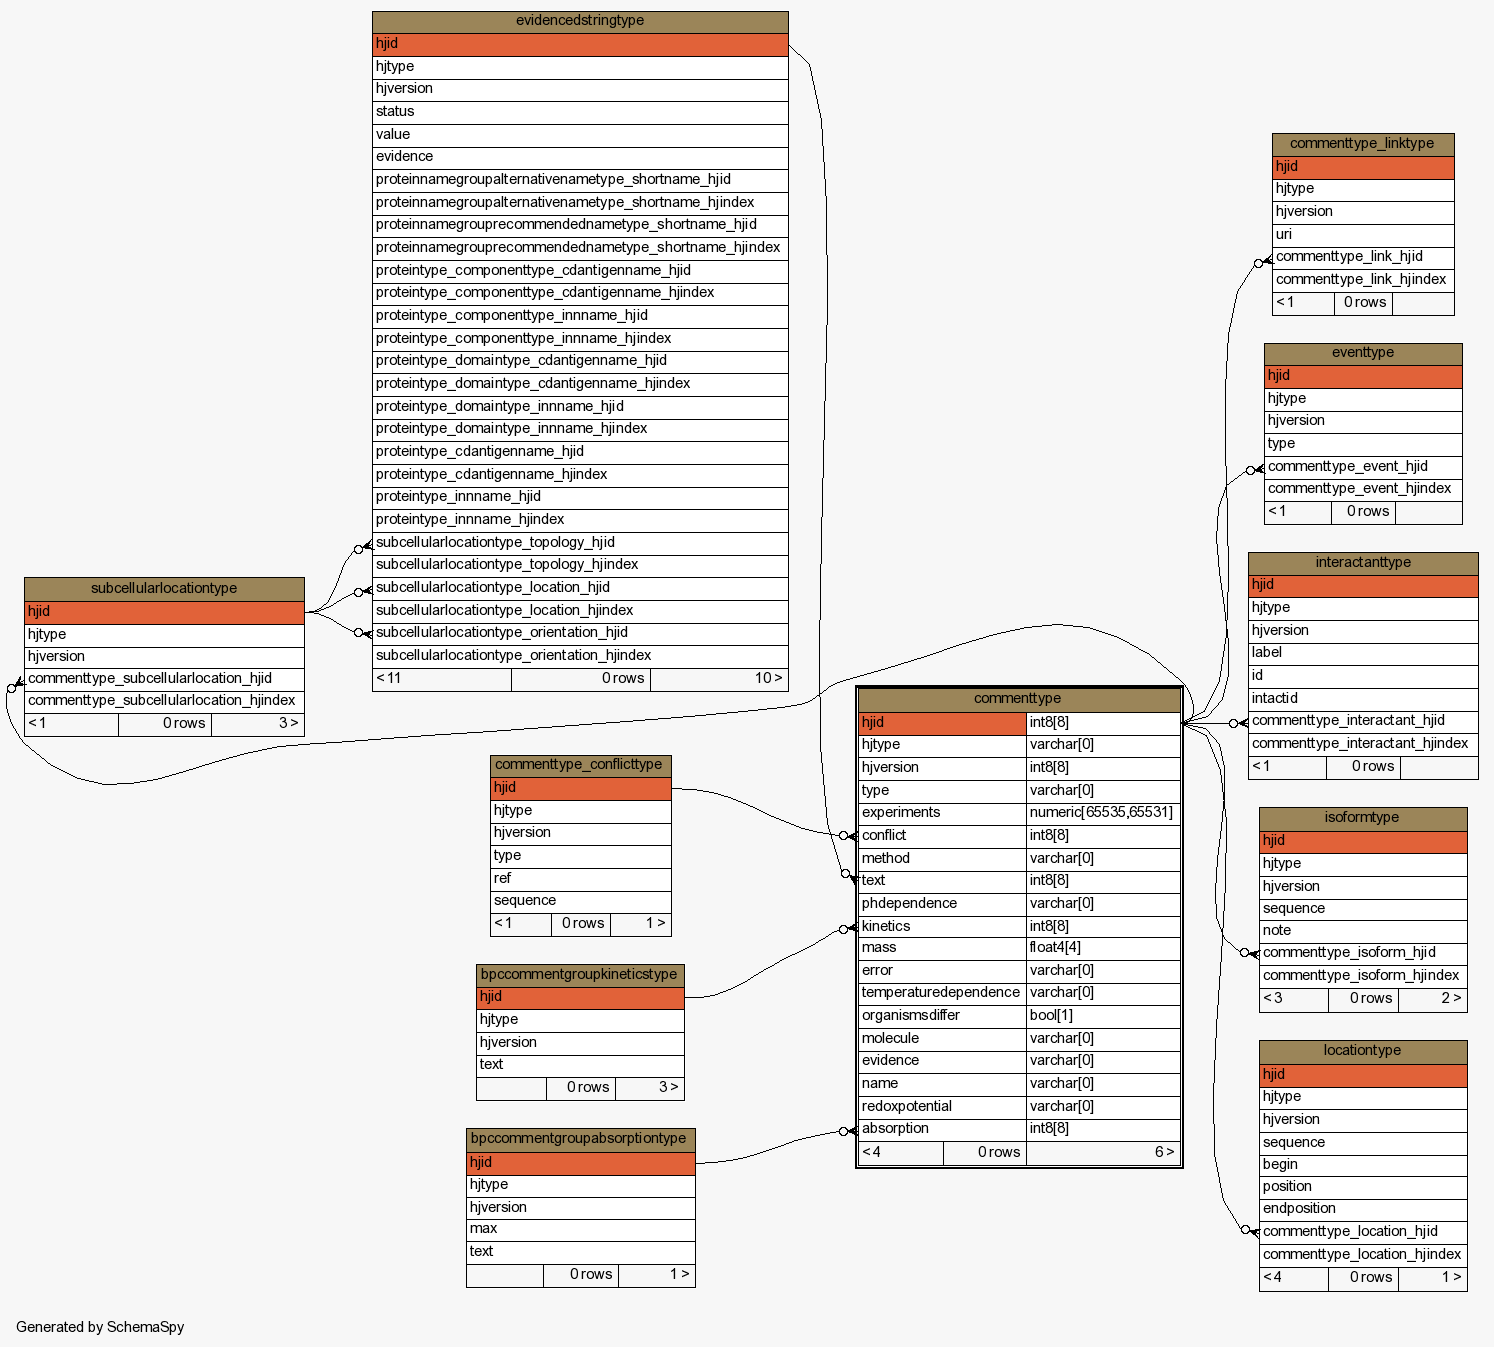 evidencedstringtype
hjid
hjtype
hjversion
status
value
evidence
proteinnamegroupalternativenametype_shortname_hjid
proteinnamegroupalternativenametype_shortname_hjindex
proteinnamegrouprecommendednametype_shortname_hjid
proteinnamegrouprecommendednametype_shortname_hjindex
proteintype_componenttype_cdantigenname_hjid
proteintype_componenttype_cdantigenname_hjindex
proteintype_componenttype_innname_hjid
proteintype_componenttype_innname_hjindex
proteintype_domaintype_cdantigenname_hjid
proteintype_domaintype_cdantigenname_hjindex
proteintype_domaintype_innname_hjid
proteintype_domaintype_innname_hjindex
proteintype_cdantigenname_hjid
proteintype_cdantigenname_hjindex
proteintype_innname_hjid
proteintype_innname_hjindex
subcellularlocationtype_topology_hjid
subcellularlocationtype_topology_hjindex
subcellularlocationtype_location_hjid
subcellularlocationtype_location_hjindex
subcellularlocationtype_orientation_hjid
subcellularlocationtype_orientation_hjindex
< 11 0 rows 10 >
subcellularlocationtype
hjid
hjtype
hjversion
commenttype_subcellularlocation_hjid
commenttype_subcellularlocation_hjindex
< 1 0 rows 3 >
commenttype_conflicttype
hjid
hjtype
hjversion
type
ref
sequence
< 1 0 rows 1 >
bpccommentgroupkineticstype
hjid
hjtype
hjversion
text
0 rows 3 >
bpccommentgroupabsorptiontype
hjid
hjtype
hjversion
max
text
0 rows 1 >
commenttype
hjid int8[8]
hjtype varchar[0]
hjversion int8[8]
type varchar[0]
experiments numeric[65535,65531]
conflict int8[8]
method varchar[0]
text int8[8]
phdependence varchar[0]
kinetics int8[8]
mass float4[4]
error varchar[0]
temperaturedependence varchar[0]
organismsdiffer bool[1]
molecule varchar[0]
evidence varchar[0]
name varchar[0]
redoxpotential varchar[0]
absorption int8[8]
< 4 0 rows 6 >
commenttype_linktype
hjid
hjtype
hjversion
uri
commenttype_link_hjid
commenttype_link_hjindex
< 1 0 rows
eventtype
hjid
hjtype
hjversion
type
commenttype_event_hjid
commenttype_event_hjindex
< 1 0 rows
interactanttype
hjid
hjtype
hjversion
label
id
intactid
commenttype_interactant_hjid
commenttype_interactant_hjindex
< 1 0 rows
isoformtype
hjid
hjtype
hjversion
sequence
note
commenttype_isoform_hjid
commenttype_isoform_hjindex
< 3 0 rows 2 >
locationtype
hjid
hjtype
hjversion
sequence
begin
position
endposition
commenttype_location_hjid
commenttype_location_hjindex
< 4 0 rows 1 >
Generated by SchemaSpy